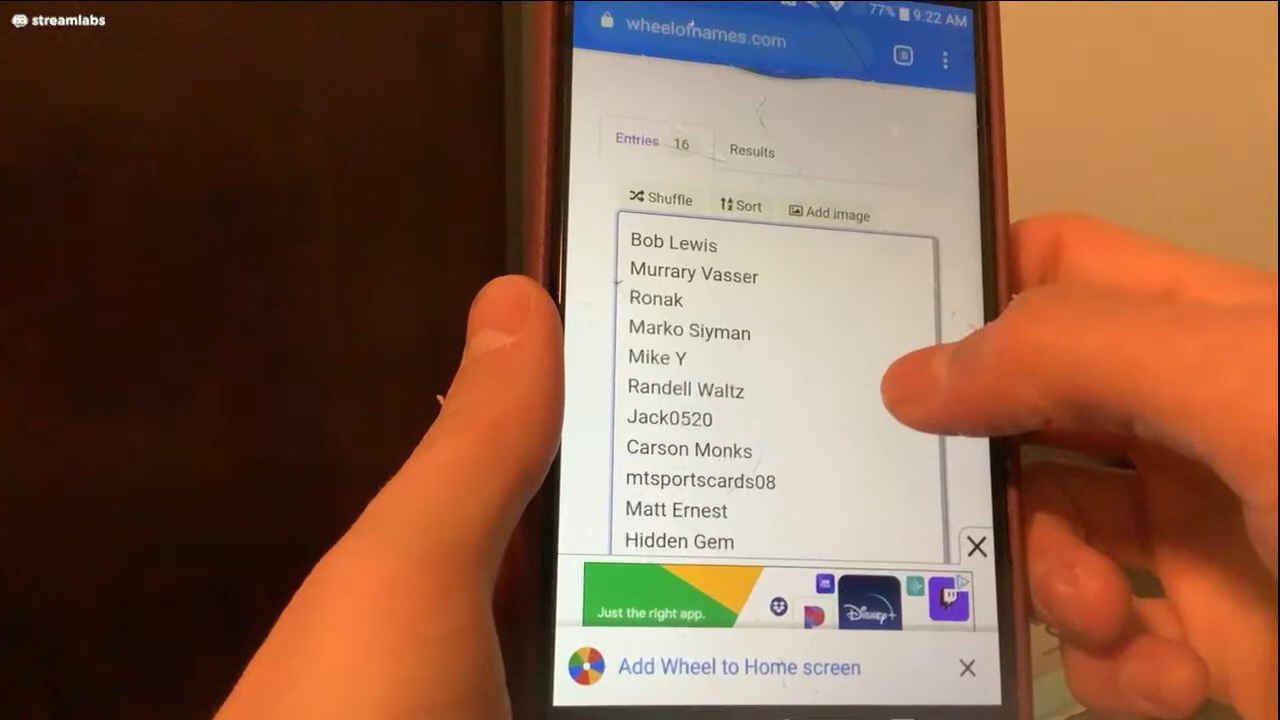 streamlabs
77% 9:22 AM
wheelofnames.com
Entries 16 Results
Shuffle Sort Add image
Bob Lewis
Murrary Vasser
Ronak
Marko Siyman
Mike Y
Randell Waltz
Jack0520
Carson Monks
mtsportscards08
Matt Ernest
Hidden Gem
Just the right app.
Disney+
Add Wheel to Home screen